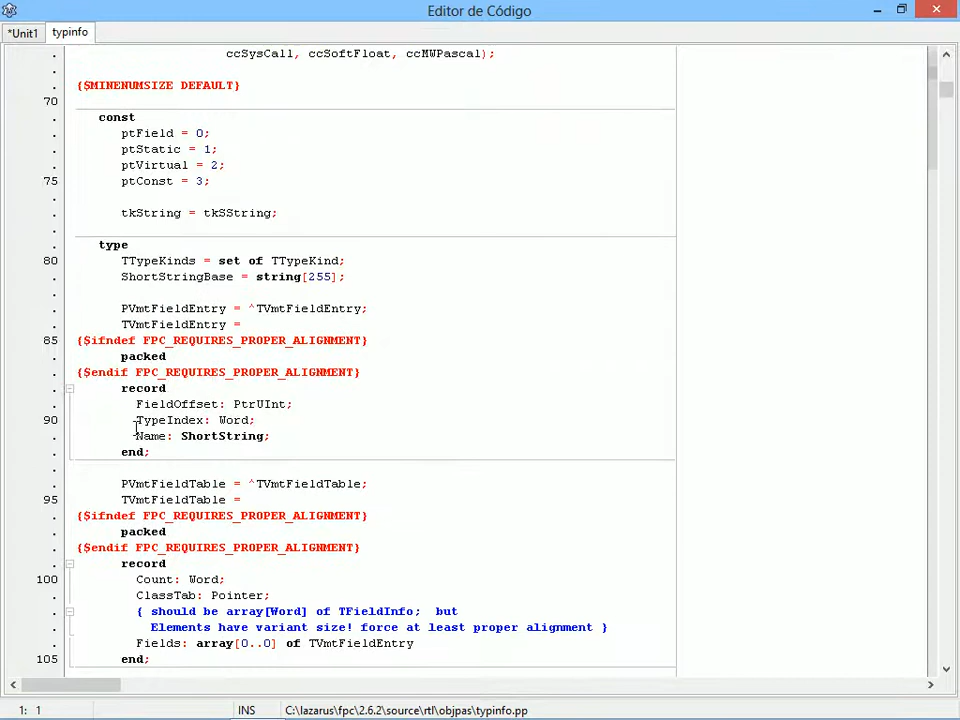 Editor de Código
*Unit1 typinfo
ccSysCall, ccSoftFloat, ccMWPascal);
{$MINENUMSIZE DEFAULT}
70
const
ptField = 0;
ptStatic = 1;
ptVirtual = 2;
75 ptConst = 3;
tkString = tkSString;
type
80 TTypeKinds = set of TTypeKind;
ShortStringBase = string[255];
PVmtFieldEntry = ^TVmtFieldEntry;
TVmtFieldEntry =
85 {$ifndef FPC_REQUIRES_PROPER_ALIGNMENT}
packed
{$endif FPC_REQUIRES_PROPER_ALIGNMENT}
record
FieldOffset: PtrUInt;
90 TypeIndex: Word;
Name: ShortString;
end;
PVmtFieldTable = ^TVmtFieldTable;
95 TVmtFieldTable =
{$ifndef FPC_REQUIRES_PROPER_ALIGNMENT}
packed
{$endif FPC_REQUIRES_PROPER_ALIGNMENT}
record
100 Count: Word;
ClassTab: Pointer;
{ should be array[Word] of TFieldInfo;  but
Elements have variant size! force at least proper alignment }
Fields: array[0..0] of TVmtFieldEntry
105 end;
1: 1 INS C:\lazarus\fpc\2.6.2\source\rtl\objpas\typinfo.pp